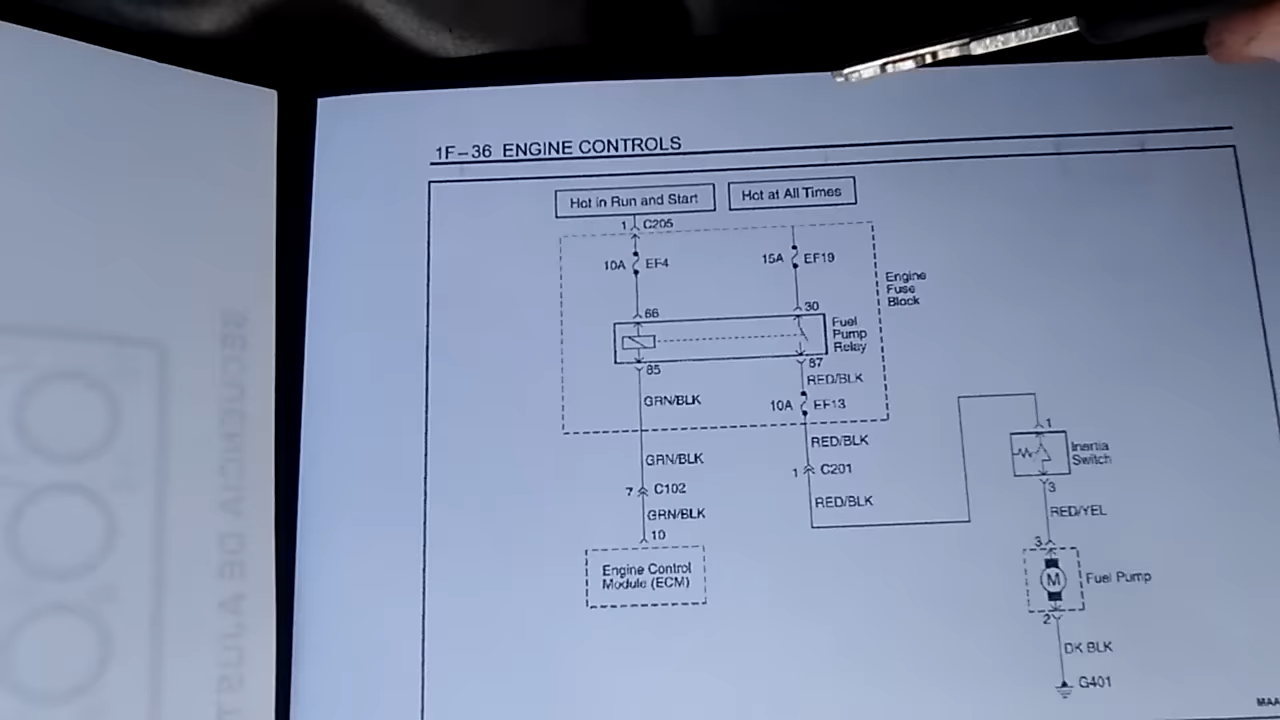 1F-36 ENGINE CONTROLS
Hot in Run and Start
Hot at All Times
1 C205
10A EF4
15A EF19
Engine
Fuse
Block
66
30
Fuel
Pump
Relay
85
87
RED/BLK
GRN/BLK
10A EF13
RED/BLK
GRN/BLK
1 C201
7 C102
RED/BLK
GRN/BLK
10
Engine Control
Module (ECM)
1
Inertia
Switch
3
RED/YEL
3
M
Fuel Pump
2
DK BLK
G401
MAA
SECUENCIA DE